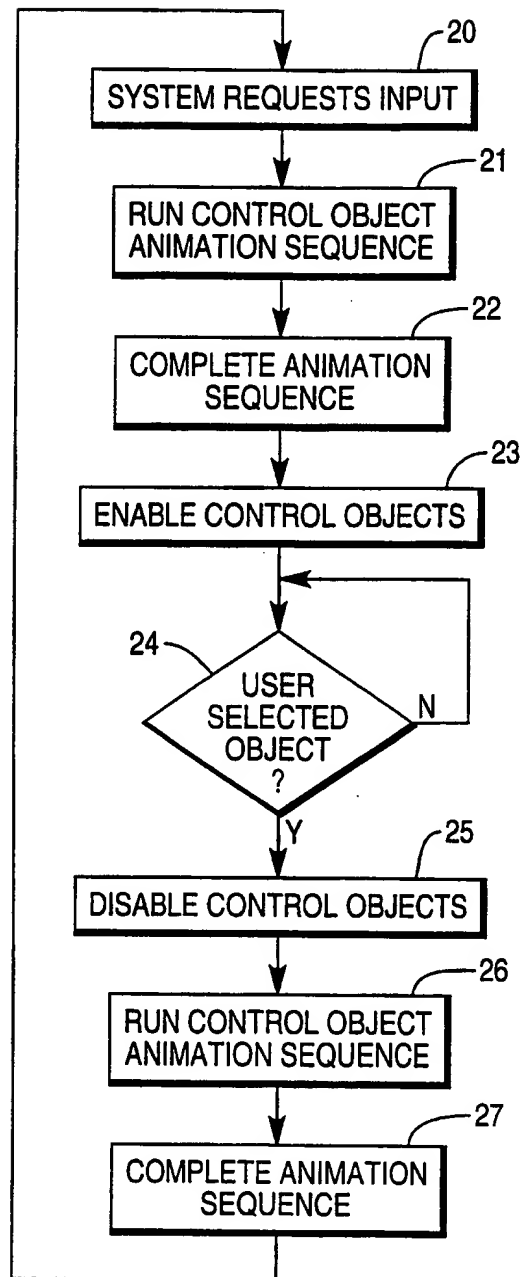 20
SYSTEM REQUESTS INPUT
21
RUN CONTROL OBJECT
ANIMATION SEQUENCE
22
COMPLETE ANIMATION
SEQUENCE
23
ENABLE CONTROL OBJECTS
24
USER
SELECTED
OBJECT
?
N
Y
25
DISABLE CONTROL OBJECTS
26
RUN CONTROL OBJECT
ANIMATION SEQUENCE
27
COMPLETE ANIMATION
SEQUENCE